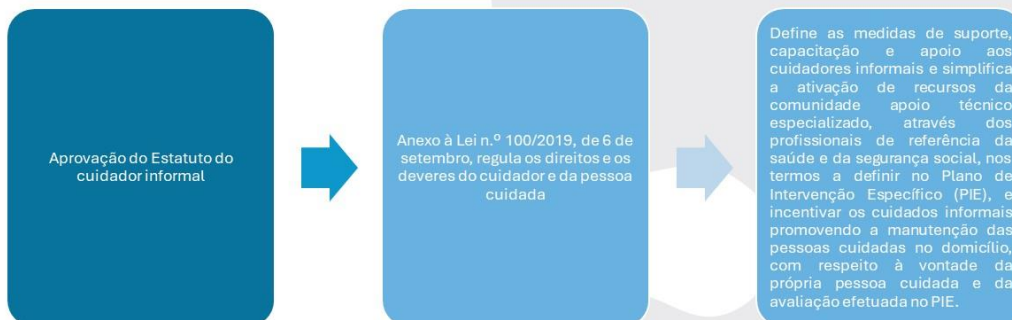 Aprovação do Estatuto do
cuidador informal
Anexo à Lei n.º 100/2019, de 6 de
setembro, regula os direitos e os
deveres do cuidador e da pessoa
cuidada
Define as medidas de suporte,
capacitação e apoio aos
cuidadores informais e simplifica
a ativação de recursos da
comunidade apoio técnico
especializado, através dos
profissionais de referência da
saúde e da segurança social, nos
termos a definir no Plano de
Intervenção Específico (PIE), e
incentivar os cuidados informais
promovendo a manutenção das
pessoas cuidadas no domicílio,
com respeito à vontade da
própria pessoa cuidada e da
avaliação efetuada no PIE.